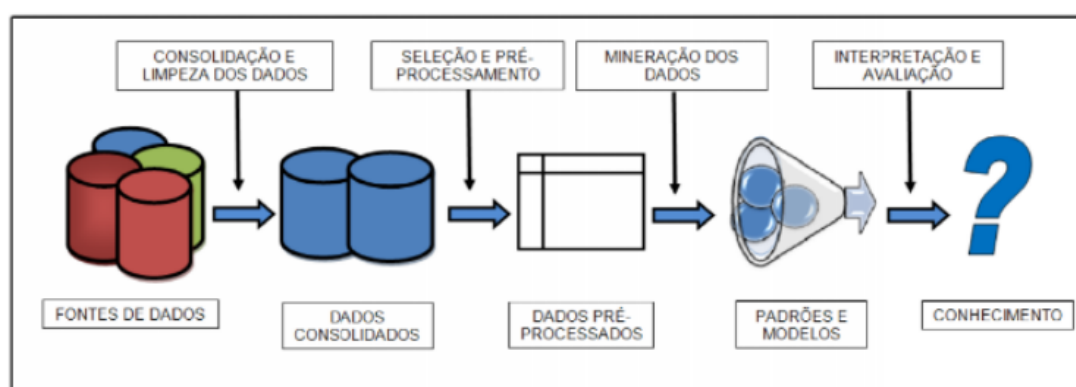 CONSOLIDAÇÃO E
LIMPEZA DOS DADOS
SELEÇÃO E PRÉ-
PROCESSAMENTO
MINERAÇÃO DOS
DADOS
INTERPRETAÇÃO E
AVALIAÇÃO
?
FONTES DE DADOS
DADOS
CONSOLIDADOS
DADOS PRÉ-
PROCESSADOS
PADRÕES E
MODELOS
CONHECIMENTO